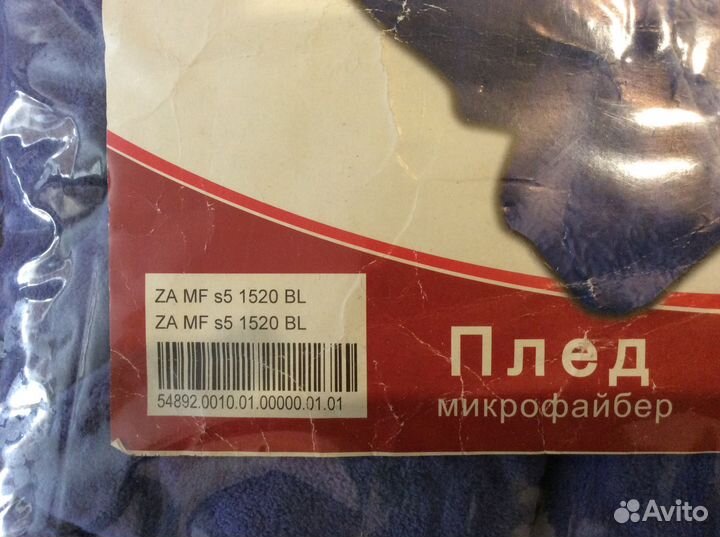 ZA MF s5 1520 BL
ZA MF s5 1520 BL
54892.0010.01.00000.01.01
Плед
микрофайбер
Avito